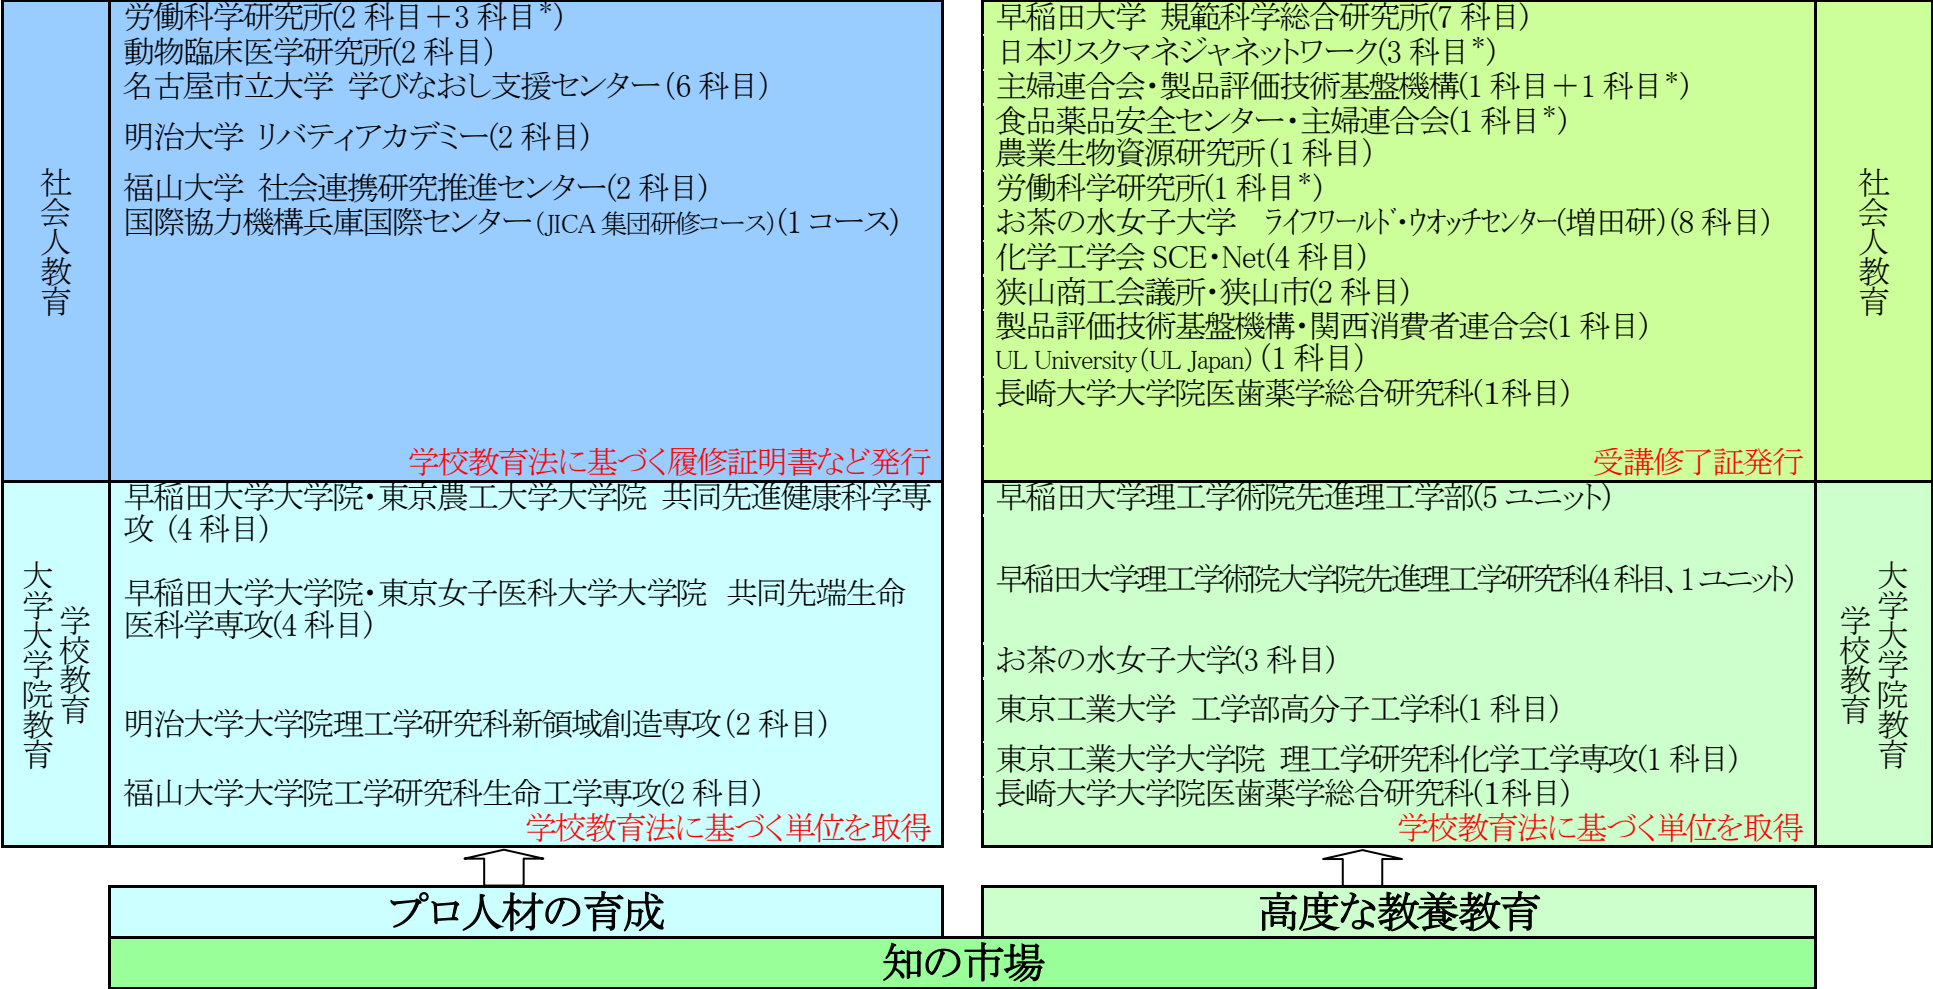 社会人教育
労働科学研究所(2 科目＋3 科目*)
動物臨床医学研究所(2 科目)
名古屋市立大学 学びなおし支援センター(6 科目)
明治大学 リバティアカデミー(2 科目)
福山大学 社会連携研究推進センター(2 科目)
国際協力機構兵庫国際センター(JICA 集団研修コース)(1 コース)
学校教育法に基づく履修証明書など発行
早稲田大学 規範科学総合研究所(7 科目)
日本リスクマネジャネットワーク(3 科目*)
主婦連合会・製品評価技術基盤機構(1 科目＋1 科目*)
食品薬品安全センター・主婦連合会(1 科目*)
農業生物資源研究所(1 科目)
労働科学研究所(1 科目*)
お茶の水女子大学　ライフワールド・ウオッチセンター(増田研)(8 科目)
化学工学会 SCE・Net(4 科目)
狭山商工会議所・狭山市(2 科目)
製品評価技術基盤機構・関西消費者連合会(1 科目)
UL University(UL Japan) (1 科目)
長崎大学大学院医歯薬学総合研究科(1科目)
受講修了証発行
社会人教育
学校教育
大学大学院教育
早稲田大学大学院・東京農工大学大学院 共同先進健康科学専
攻 (4 科目)
早稲田大学大学院・東京女子医科大学大学院　共同先端生命
医科学専攻(4 科目)
明治大学大学院理工学研究科新領域創造専攻(2 科目)
福山大学大学院工学研究科生命工学専攻(2 科目)
学校教育法に基づく単位を取得
早稲田大学理工学術院先進理工学部(5 ユニット)
早稲田大学理工学術院大学院先進理工学研究科(4 科目、1 ユニット)
お茶の水女子大学(3 科目)
東京工業大学 工学部高分子工学科(1 科目)
東京工業大学大学院 理工学研究科化学工学専攻(1 科目)
長崎大学大学院医歯薬学総合研究科(1科目)
学校教育法に基づく単位を取得
大学大学院教育
学校教育
プロ人材の育成
高度な教養教育
知の市場